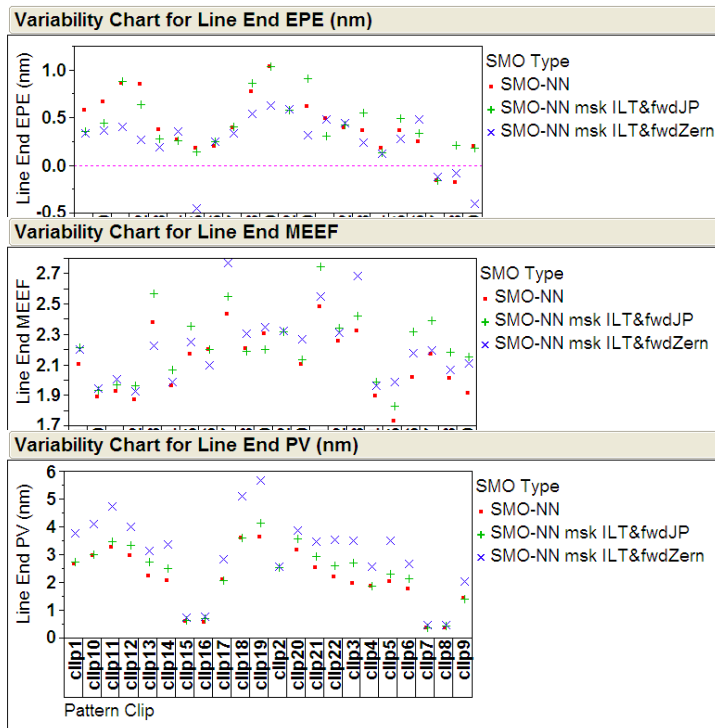 Variability Chart for Line End EPE (nm)
Line End EPE (nm)
1.0
0.5
0.0
-0.5
SMO Type
SMO-NN
SMO-NN msk ILT&fwdJP
SMO-NN msk ILT&fwdZern
Variability Chart for Line End MEEF
Line End MEEF
2.7
2.5
2.3
2.1
1.9
1.7
SMO Type
SMO-NN
SMO-NN msk ILT&fwdJP
SMO-NN msk ILT&fwdZern
Variability Chart for Line End PV (nm)
Line End PV (nm)
6
5
4
3
2
1
0
SMO Type
SMO-NN
SMO-NN msk ILT&fwdJP
SMO-NN msk ILT&fwdZern
clip1
clip10
clip11
clip12
clip13
clip14
clip15
clip16
clip17
clip18
clip19
clip2
clip20
clip21
clip22
clip3
clip4
clip5
clip6
clip7
clip8
clip9
Pattern Clip